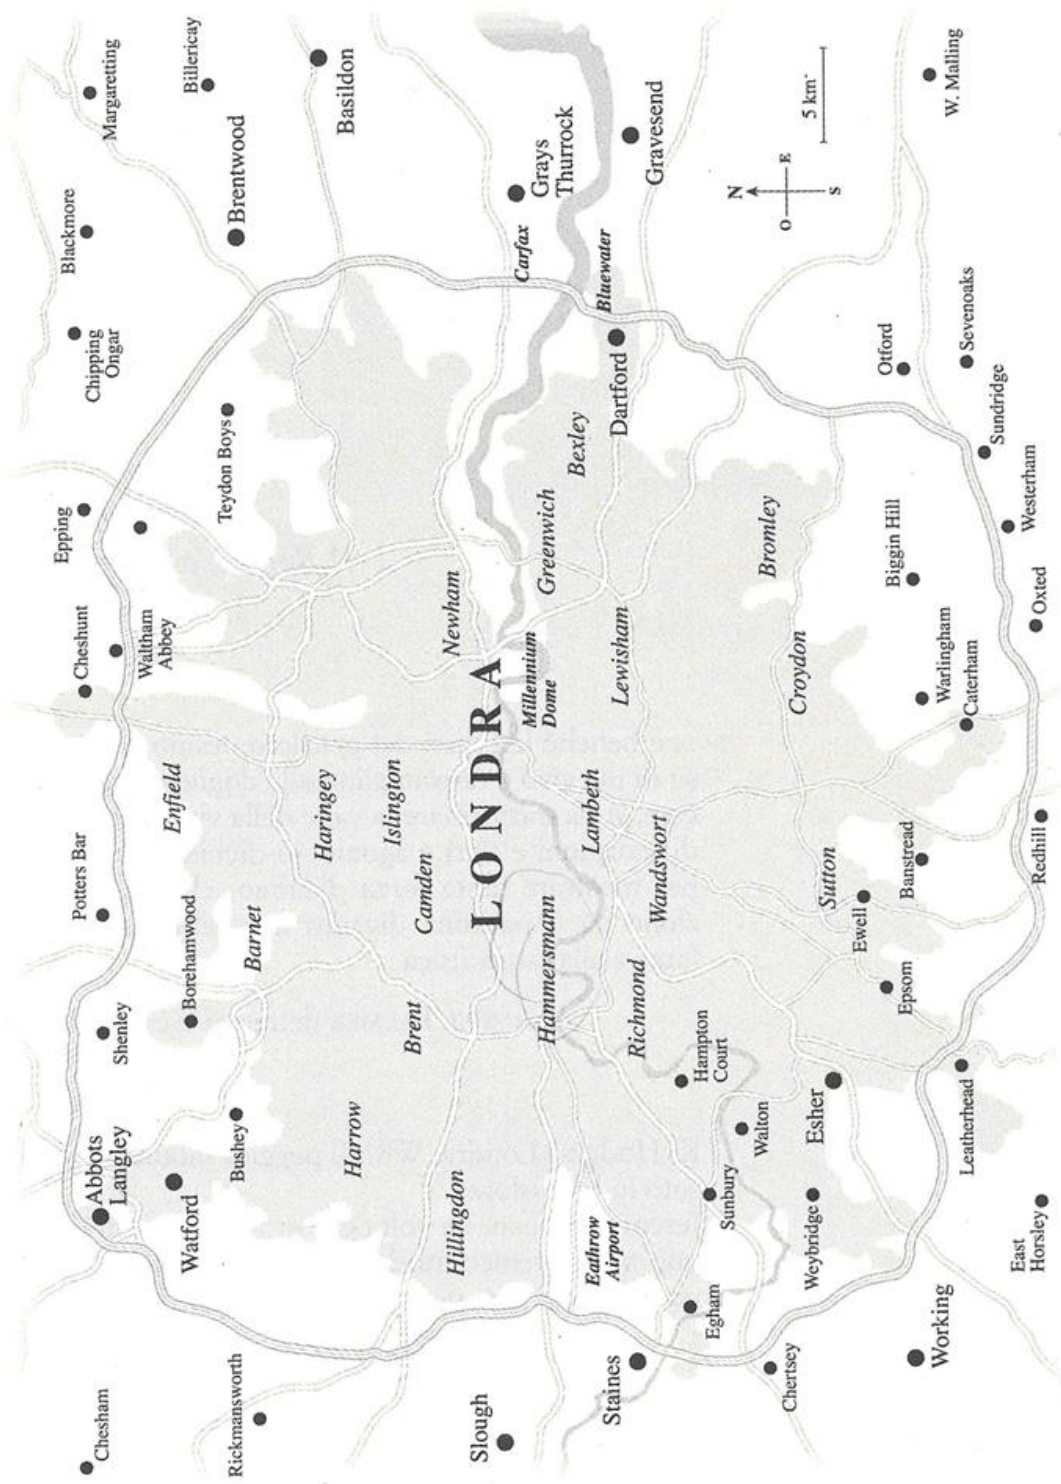 Chesham
Rickmansworth
Slough
Staines
Egham
Chertsey
Working
East
Horsley
Abbots
Langley
Watford
Bushey
Harrow
Hillingdon
Eathrow
Airport
Sunbury
Walton
Weybridge
Esher
Leatherhead
Shenley
Borehamwood
Barnet
Brent
Hammersmann
Richmond
Hampton
Court
Epsom
Ewell
Potters Bar
Enfield
Haringey
Islington
Camden
LONDRA
Lambeth
Wandswort
Sutton
Banstead
Redhill
Cheshunt
Waltham
Abbey
Newham
Millennium
Dome
Lewisham
Croydon
Warlingham
Caterham
Oxted
Epping
Teydon Boys
Greenwich
Bexley
Bromley
Biggin Hill
Westerham
Chipping
Ongar
Dartford
Bluewater
Carfax
Otford
Sevenoaks
Sundridge
Blackmore
Brentwood
Grays
Thurrock
Gravesend
Margaretting
Billericay
Basildon
W. Malling
N
O
E
S
5 km